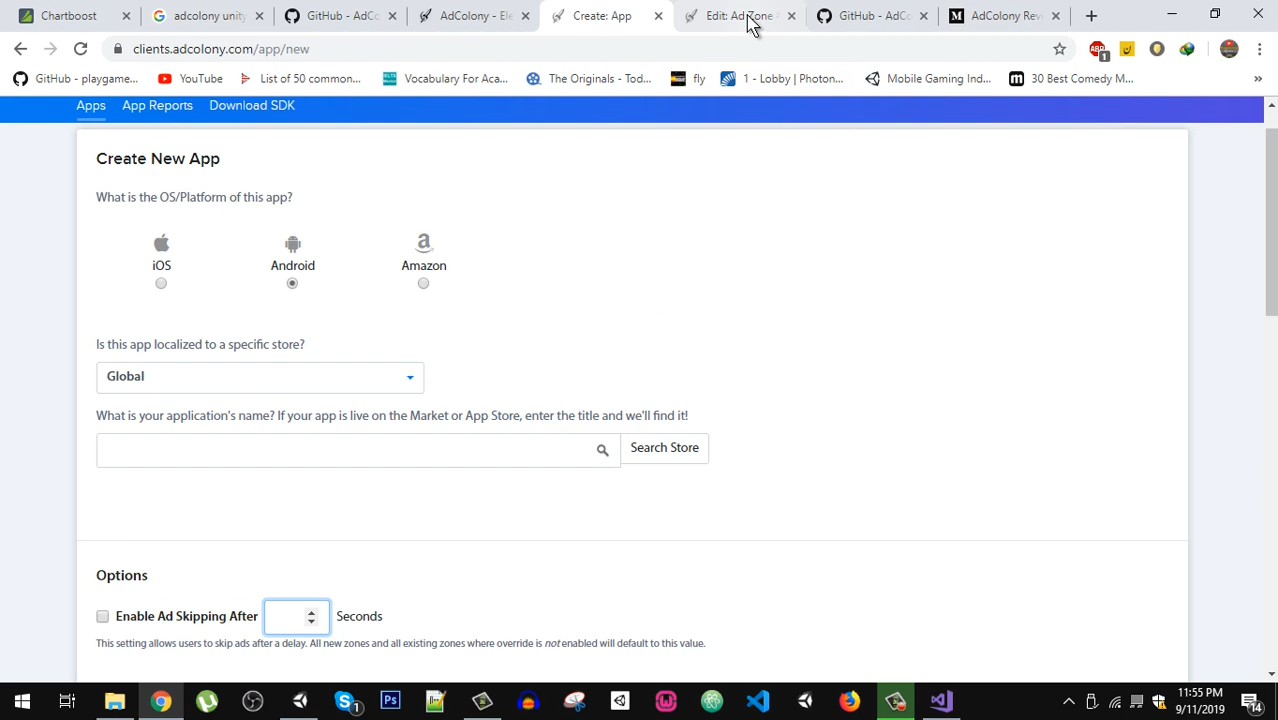 Chartboost
adcolony unity
GitHub - AdCo
AdColony - Ele
Create: App
Edit: Ad Zone
GitHub - AdCo
AdColony Rev
clients.adcolony.com/app/new
ABP
1
GitHub - playgame...
YouTube
List of 50 common...
Vocabulary For Aca...
The Originals - Tod...
fly
1 - Lobby | Photon...
Mobile Gaming Ind...
30 Best Comedy M...
»
Apps
App Reports
Download SDK
Create New App
What is the OS/Platform of this app?
iOS
Android
Amazon
Is this app localized to a specific store?
Global
What is your application's name? If your app is live on the Market or App Store, enter the title and we'll find it!
Search Store
Options
Enable Ad Skipping After
Seconds
This setting allows users to skip ads after a delay. All new zones and all existing zones where override is not enabled will default to this value.
11:55 PM
9/11/2019
14